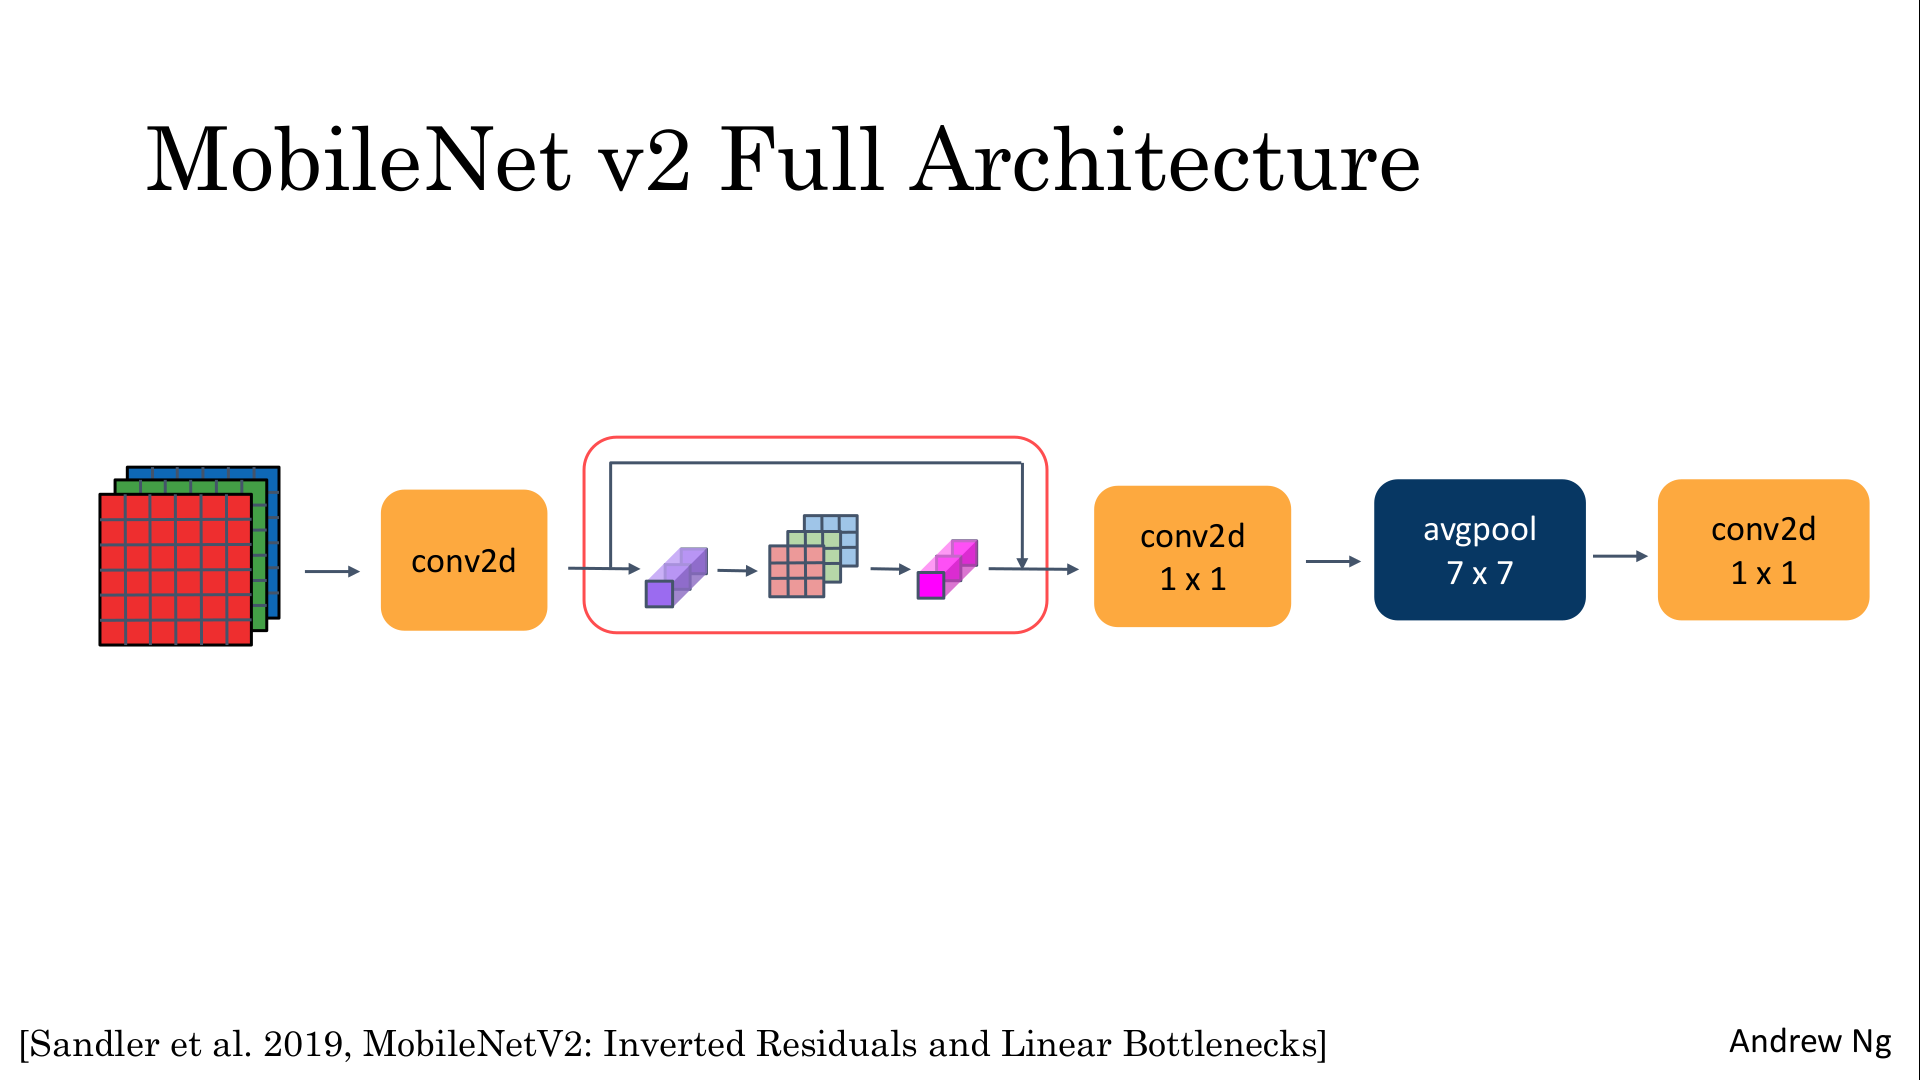 MobileNet v2 Full Architecture
conv2d
conv2d
1 x 1
avgpool
7 x 7
conv2d
1 x 1
[Sandler et al. 2019, MobileNetV2: Inverted Residuals and Linear Bottlenecks]
Andrew Ng